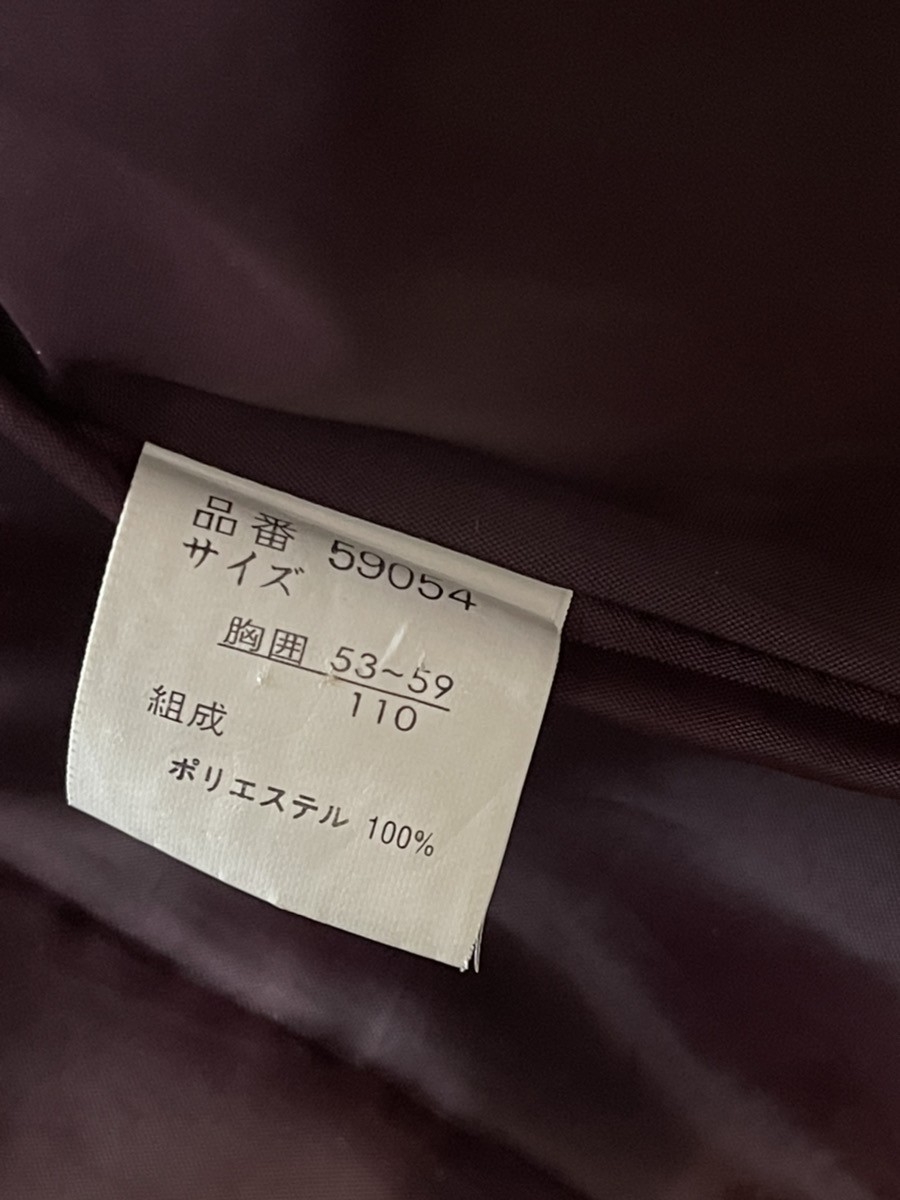 品番 59054
サイズ
胸囲 53~59
110
組成
ポリエステル 100%